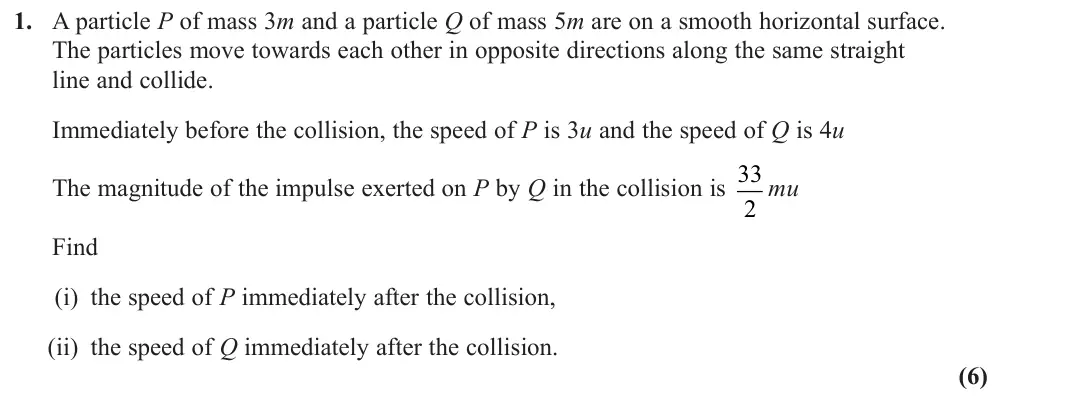 1. A particle P of mass 3m and a particle Q of mass 5m are on a smooth horizontal surface.
The particles move towards each other in opposite directions along the same straight
line and collide.
Immediately before the collision, the speed of P is 3u and the speed of Q is 4u
The magnitude of the impulse exerted on P by Q in the collision is 33/2 mu
Find
(i) the speed of P immediately after the collision,
(ii) the speed of Q immediately after the collision.
(6)